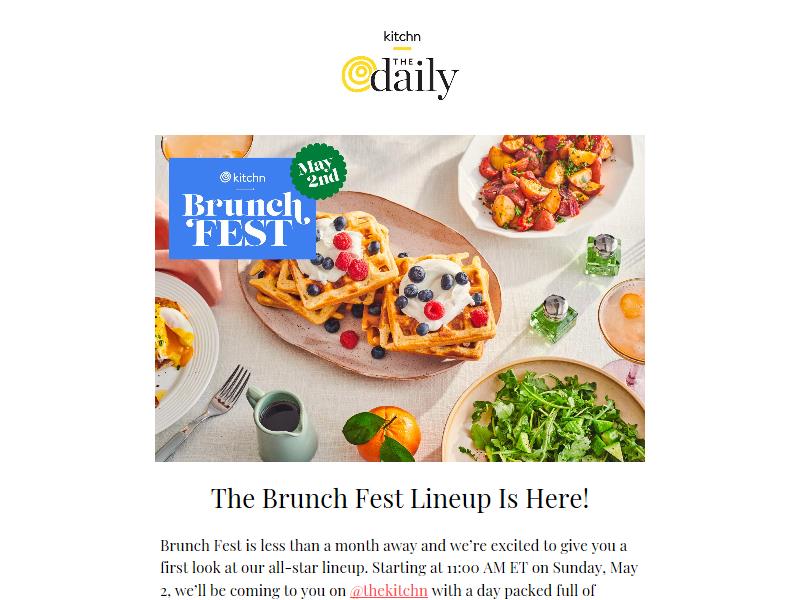 kitchn
THE
daily
kitchn
Brunch
FEST
May
2nd
The Brunch Fest Lineup Is Here!
Brunch Fest is less than a month away and we're excited to give you a
first look at our all-star lineup. Starting at 11:00 AM ET on Sunday, May
2, we'll be coming to you on @thekitchn with a day packed full of